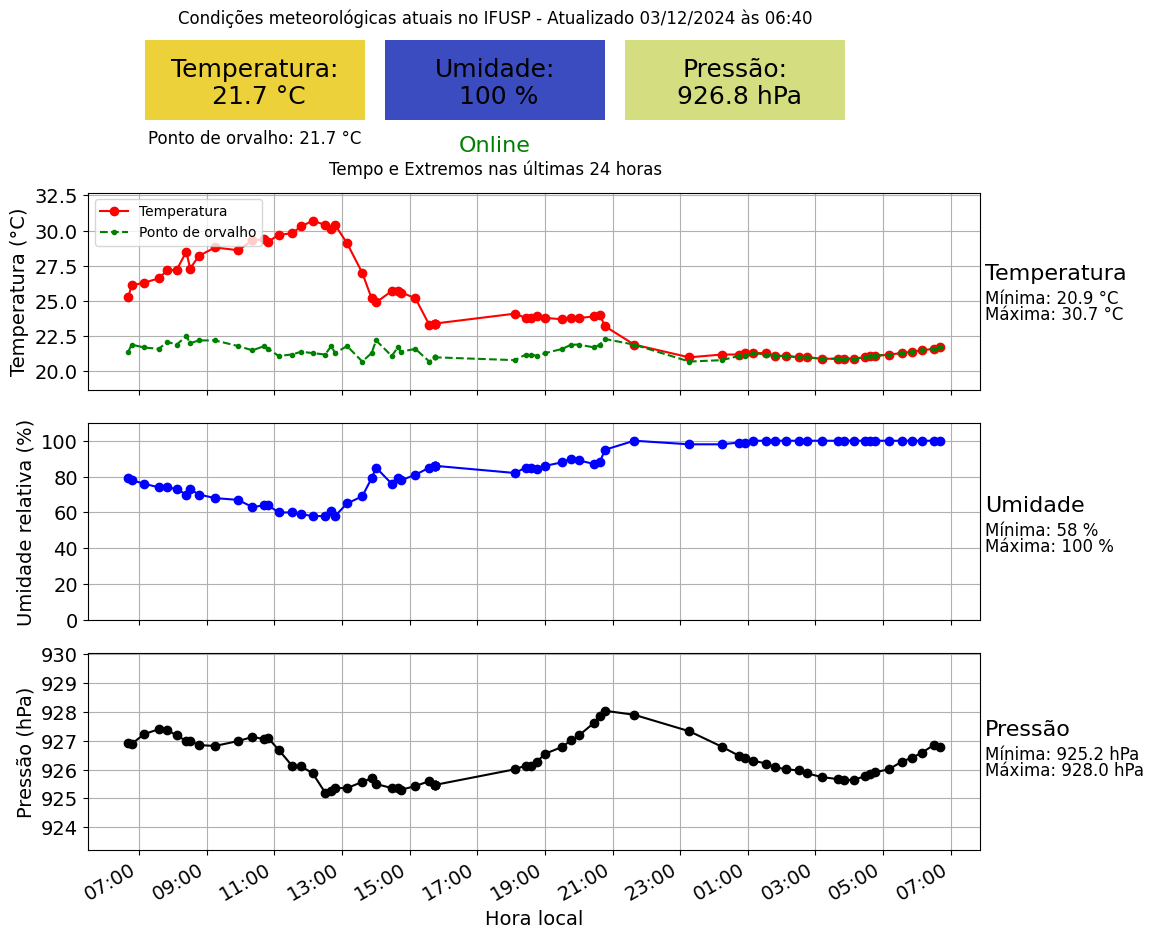 Condições meteorológicas atuais no IFUSP - Atualizado 03/12/2024 às 06:40
Temperatura:
21.7 °C
Umidade:
100 %
Pressão:
926.8 hPa
Ponto de orvalho: 21.7 °C
Online
Tempo e Extremos nas últimas 24 horas
Temperatura (°C)
32.5
30.0
27.5
25.0
22.5
20.0
Temperatura
Ponto de orvalho
Temperatura
Mínima: 20.9 °C
Máxima: 30.7 °C
Umidade relativa (%)
100
80
60
40
20
0
Umidade
Mínima: 58 %
Máxima: 100 %
Pressão (hPa)
930
929
928
927
926
925
924
Pressão
Mínima: 925.2 hPa
Máxima: 928.0 hPa
07:00
09:00
11:00
13:00
15:00
17:00
19:00
21:00
23:00
01:00
03:00
05:00
07:00
Hora local